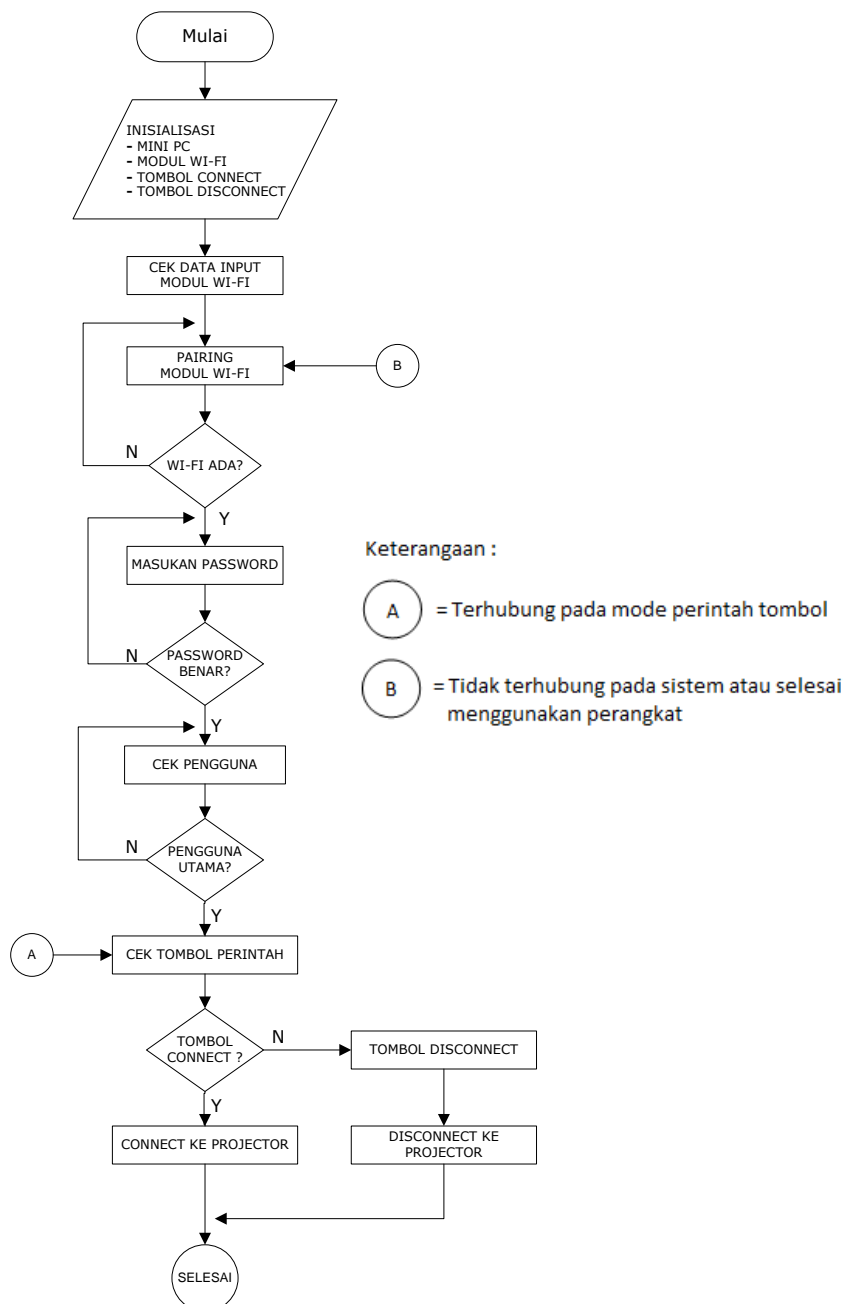 Mulai
INISIALISASI
- MINI PC
- MODUL WI-FI
- TOMBOL CONNECT
- TOMBOL DISCONNECT
CEK DATA INPUT
MODUL WI-FI
PAIRING
MODUL WI-FI
B
N
WI-FI ADA?
Y
MASUKAN PASSWORD
N
PASSWORD
BENAR?
Y
CEK PENGGUNA
N
PENGGUNA
UTAMA?
Y
A
CEK TOMBOL PERINTAH
TOMBOL
CONNECT ?
N
TOMBOL DISCONNECT
Y
CONNECT KE PROJECTOR
DISCONNECT KE
PROJECTOR
SELESAI
Keterangaan :
A = Terhubung pada mode perintah tombol
B = Tidak terhubung pada sistem atau selesai
menggunakan perangkat